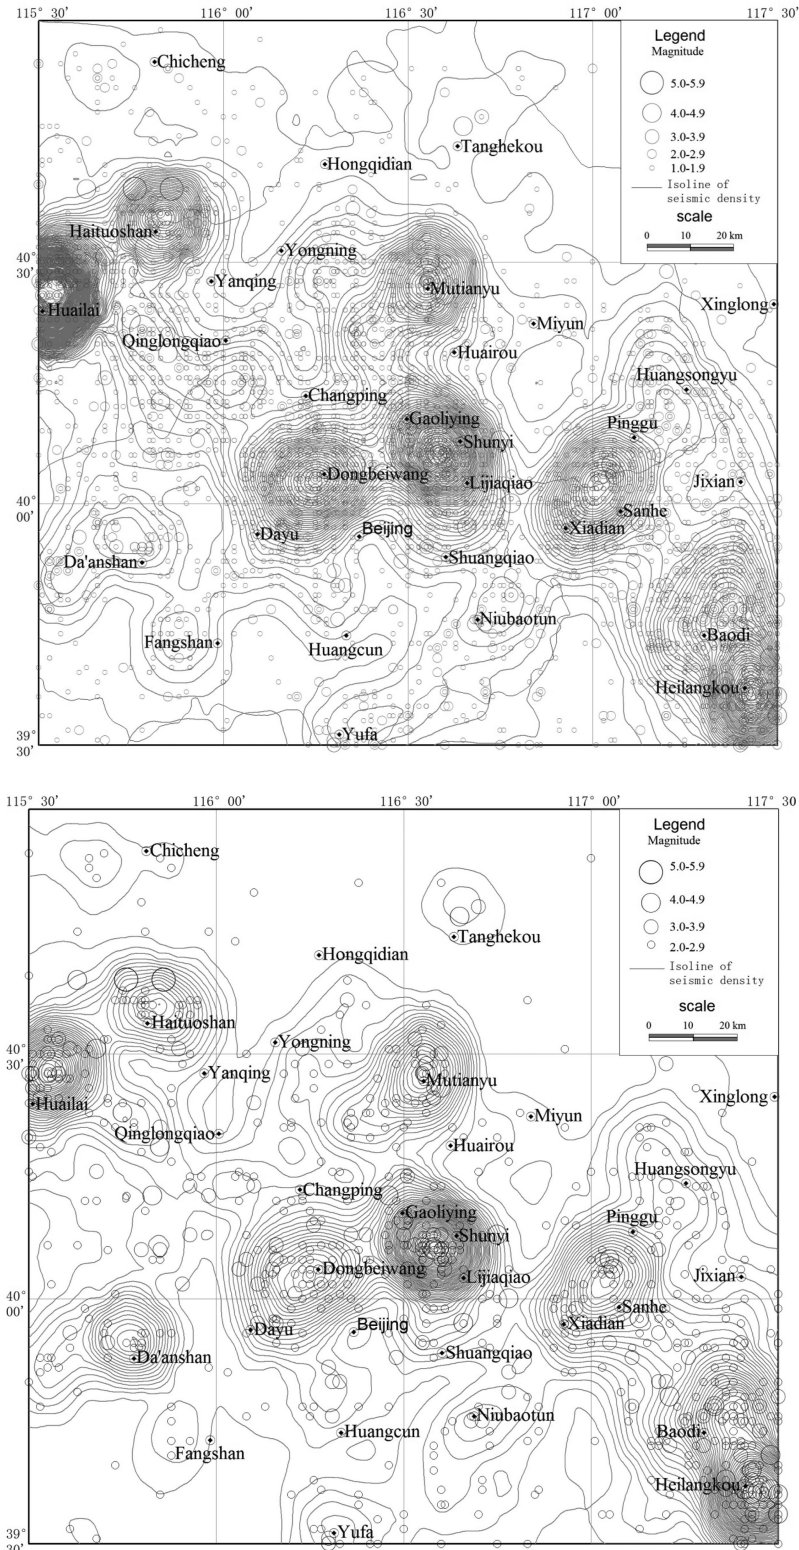 115° 30′ 116° 00′ 116° 30′ 117° 00′ 117° 30′
Legend
Magnitude
5.0-5.9
4.0-4.9
3.0-3.9
2.0-2.9
1.0-1.9
Isoline of
seismic density
scale
0 10 20 km
Chicheng
Tanghekou
Hongqidian
Haituoshan
Yongning
40°
30′
Yanqing
Mutianyu
Xinglong
Huailai
Miyun
Qinglongqiao
Huairou
Huangsongyu
Changping
Gaoliying
Pinggu
Shunyi
Dongbeiwang
Lijiaqiao
Jixian
40°
00′
Sanhe
Xiadian
Dayu
Beijing
Da'anshan
Shuangqiao
Niubaotun
Fangshan
Huangcun
Baodi
Heilangkou
39°
30′
Yufa
115° 30′ 116° 00′ 116° 30′ 117° 00′ 117° 30′
Legend
Magnitude
5.0-5.9
4.0-4.9
3.0-3.9
2.0-2.9
Isoline of
seismic density
scale
0 10 20 km
Chicheng
Tanghekou
Hongqidian
Haituoshan
Yongning
40°
30′
Yanqing
Mutianyu
Xinglong
Huailai
Miyun
Qinglongqiao
Huairou
Huangsongyu
Changping
Gaoliying
Pinggu
Shunyi
Dongbeiwang
Lijiaqiao
Jixian
40°
00′
Sanhe
Xiadian
Dayu
Beijing
Da'anshan
Shuangqiao
Niubaotun
Fangshan
Huangcun
Baodi
Heilangkou
39°
30′
Yufa